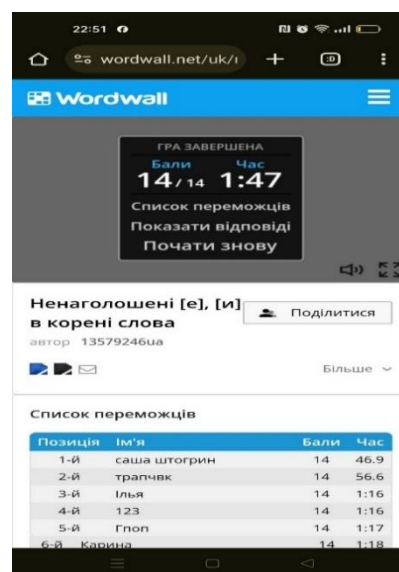 22:51
wordwall.net/uk/r
:D
Wordwall
ГРА ЗАВЕРШЕНА
Бали Час
14/14 1:47
Список переможців
Показати відповіді
Почати знову
Ненаголошені [е], [и]
в корені слова
Поділитися
автор 13579246ua
Більше
Список переможців
Позиція Ім'я Бали Час
1-й саша штогрин 14 46.9
2-й трапчвк 14 56.6
3-й Ілья 14 1:16
4-й 123 14 1:16
5-й Гпоп 14 1:17
6-й Карина 14 1:18